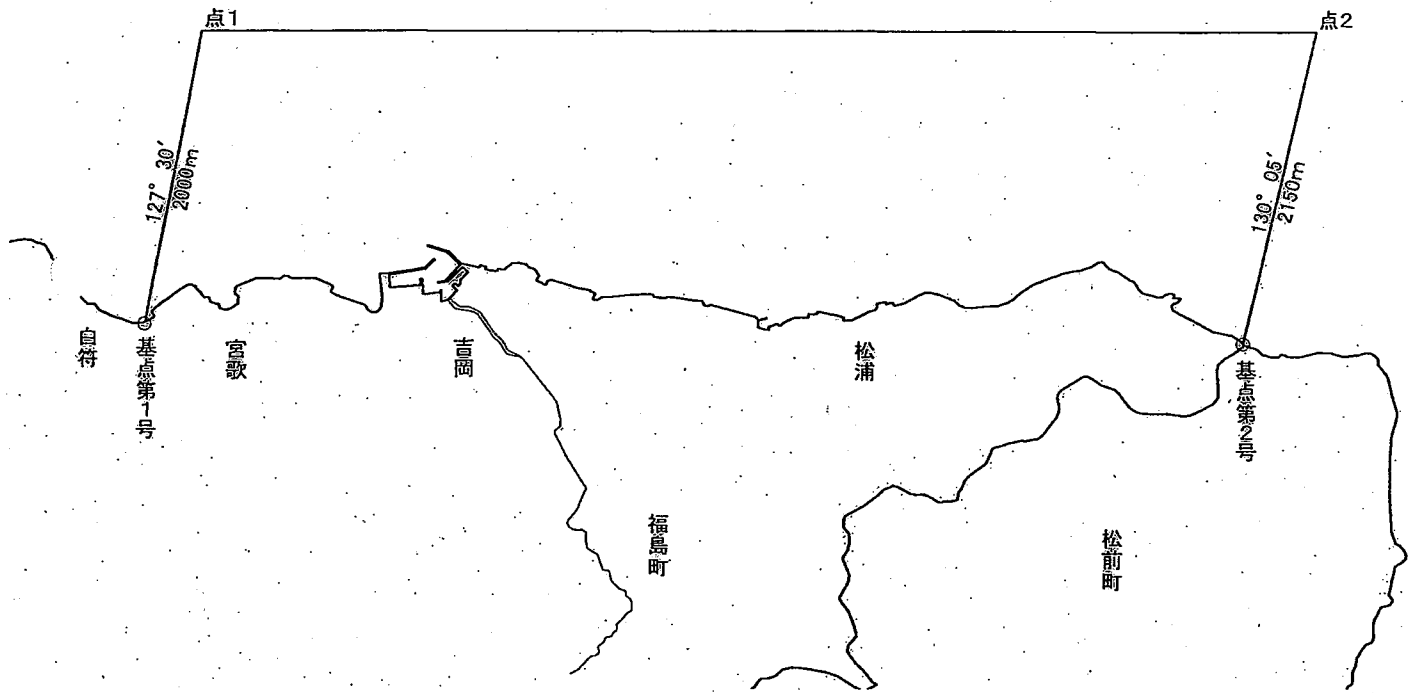 点1
点2
127° 30′
2000m
130° 05′
2150m
白符
基点第1号
宮歌
吉岡
松浦
基点第2号
福島町
松前町